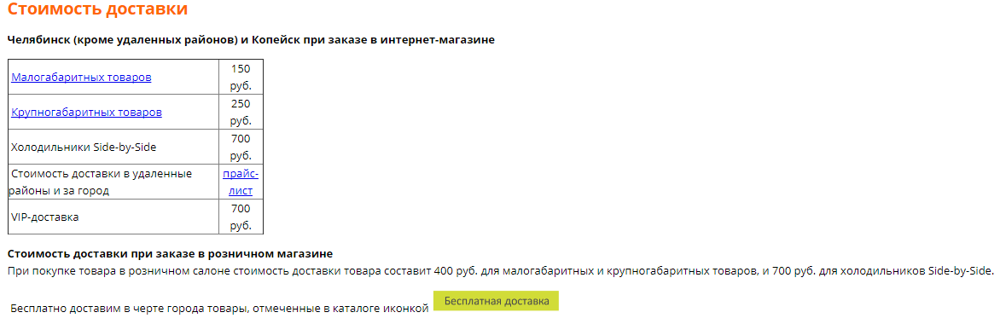 Стоимость доставки
Челябинск (кроме удаленных районов) и Копейск при заказе в интернет-магазине
Малогабаритных товаров
150
руб.
Крупногабаритных товаров
250
руб.
Холодильники Side-by-Side
700
руб.
Стоимость доставки в удаленные
районы и за город
прайс-
лист
VIP-доставка
700
руб.
Стоимость доставки при заказе в розничном магазине
При покупке товара в розничном салоне стоимость доставки товара составит 400 руб. для малогабаритных и крупногабаритных товаров, и 700 руб. для холодильников Side-by-Side.
Бесплатно доставим в черте города товары, отмеченные в каталоге иконкой Бесплатная доставка